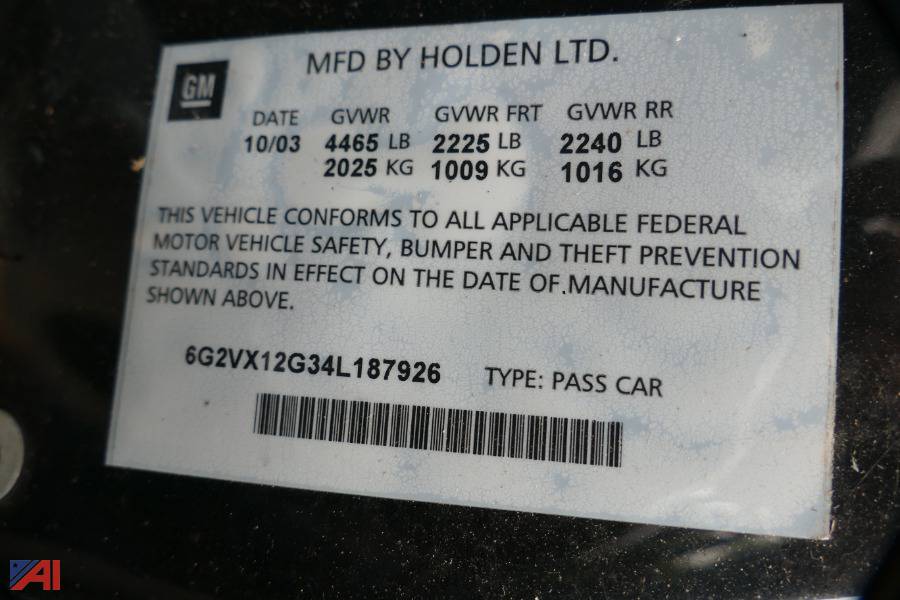 GM
MFD BY HOLDEN LTD.
DATE GVWR GVWR FRT GVWR RR
10/03 4465 LB 2225 LB 2240 LB
2025 KG 1009 KG 1016 KG
THIS VEHICLE CONFORMS TO ALL APPLICABLE FEDERAL
MOTOR VEHICLE SAFETY, BUMPER AND THEFT PREVENTION
STANDARDS IN EFFECT ON THE DATE OF MANUFACTURE
SHOWN ABOVE.
6G2VX12G34L187926 TYPE: PASS CAR
AI